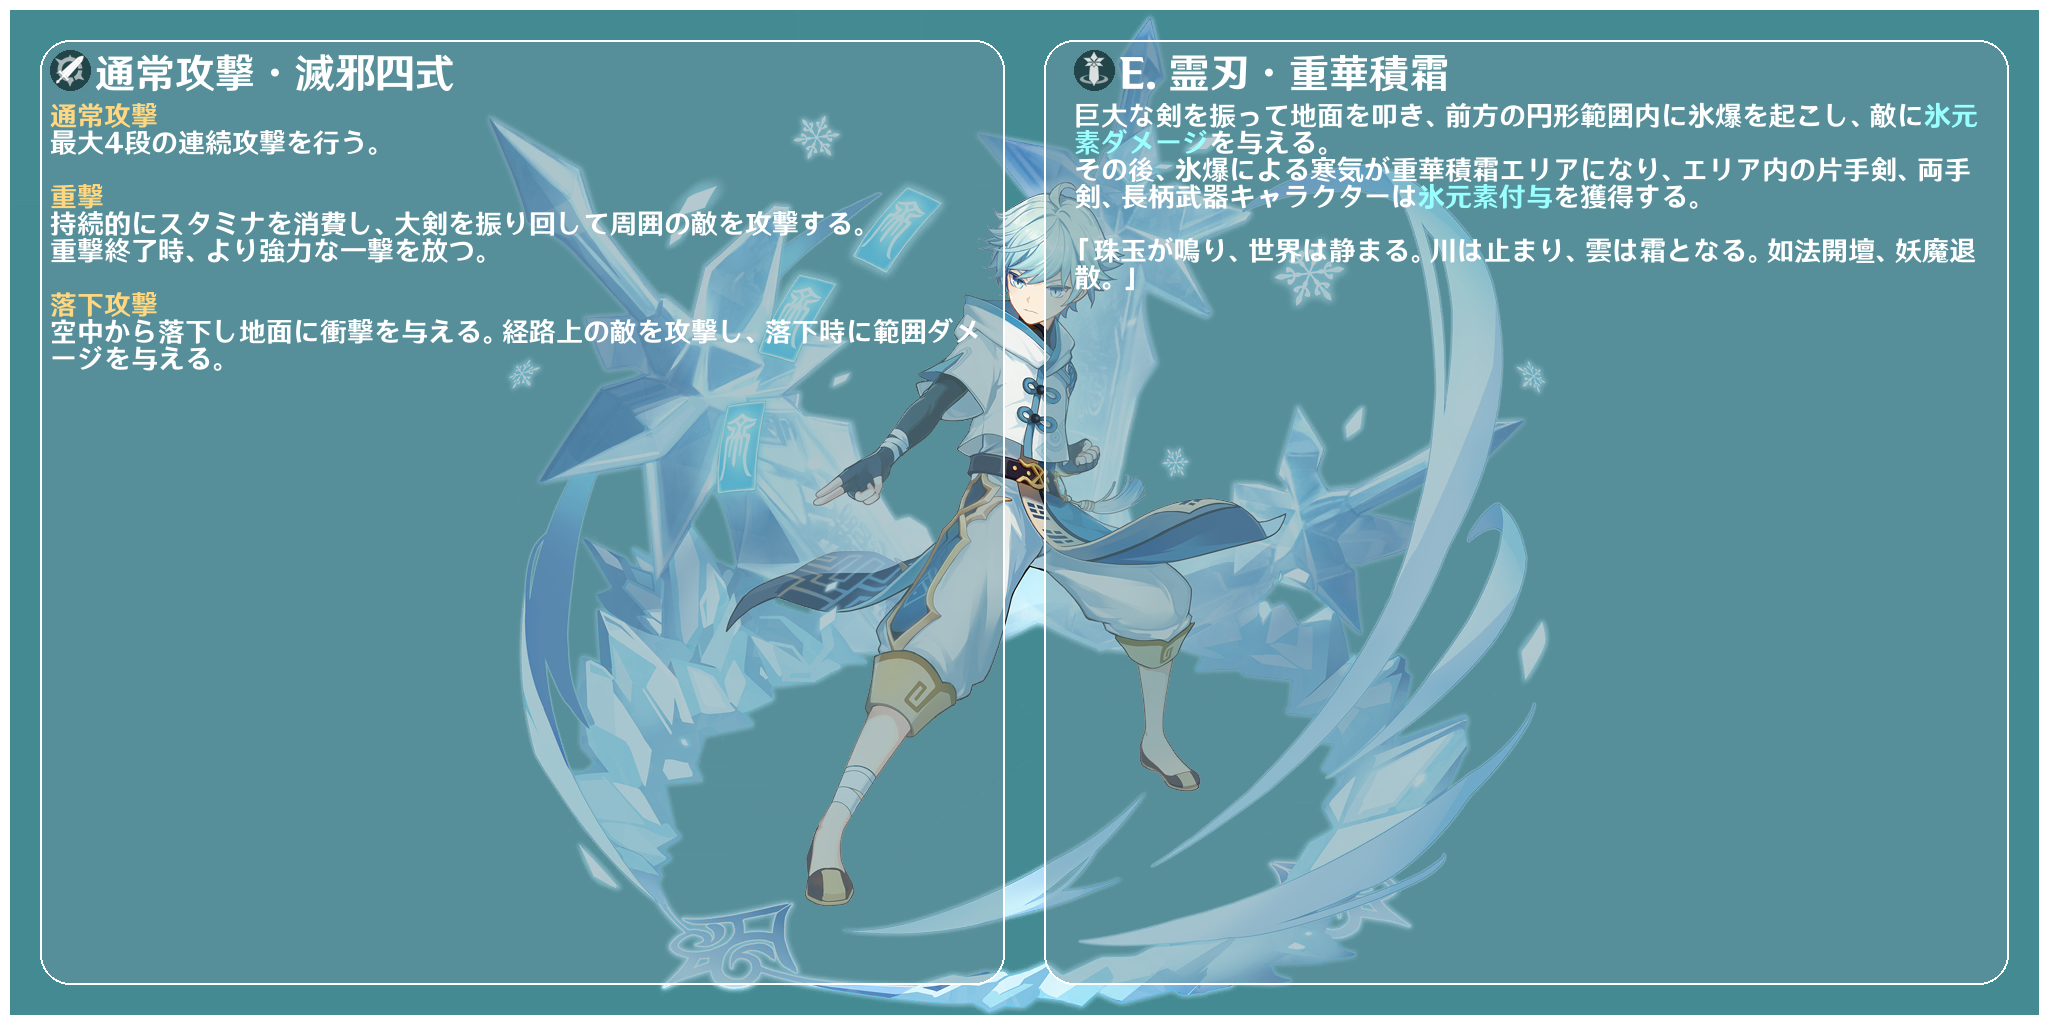 通常攻撃・滅邪四式
通常攻撃
最大4段の連続攻撃を行う。
重撃
持続的にスタミナを消費し、大剣を振り回して周囲の敵を攻撃する。
重撃終了時、より強力な一撃を放つ。
落下攻撃
空中から落下し地面に衝撃を与える。経路上の敵を攻撃し、落下時に範囲ダメ
ージを与える。
E. 霊刃・重華積霜
巨大な剣を振って地面を叩き、前方の円形範囲内に氷爆を起こし、敵に氷元
素ダメージを与える。
その後、氷爆による寒気が重華積霜エリアになり、エリア内の片手剣、両手
剣、長柄武器キャラクターは氷元素付与を獲得する。
「珠玉が鳴り、世界は静まる。川は止まり、雲は霜となる。如法開壇、妖魔退
散。」